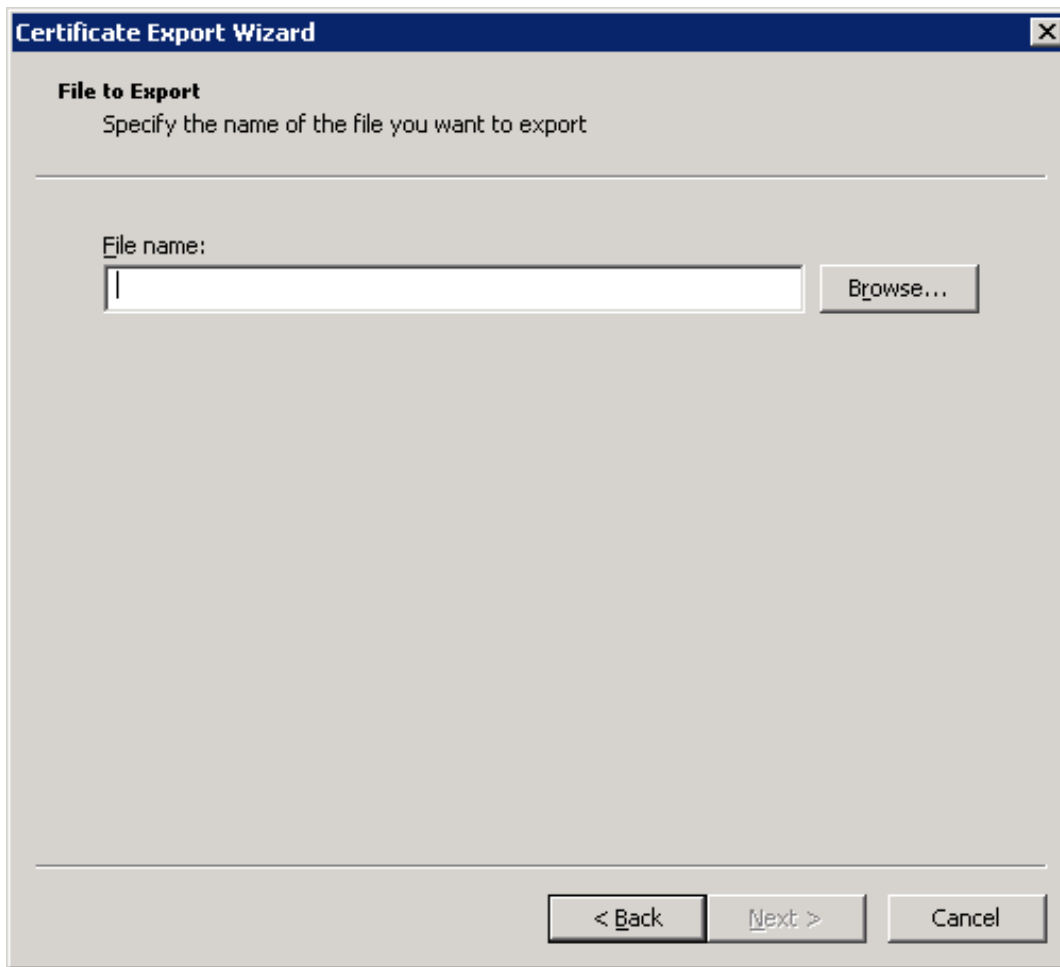 Certificate Export Wizard
File to Export
Specify the name of the file you want to export
File name:
Browse...
< Back
Next >
Cancel